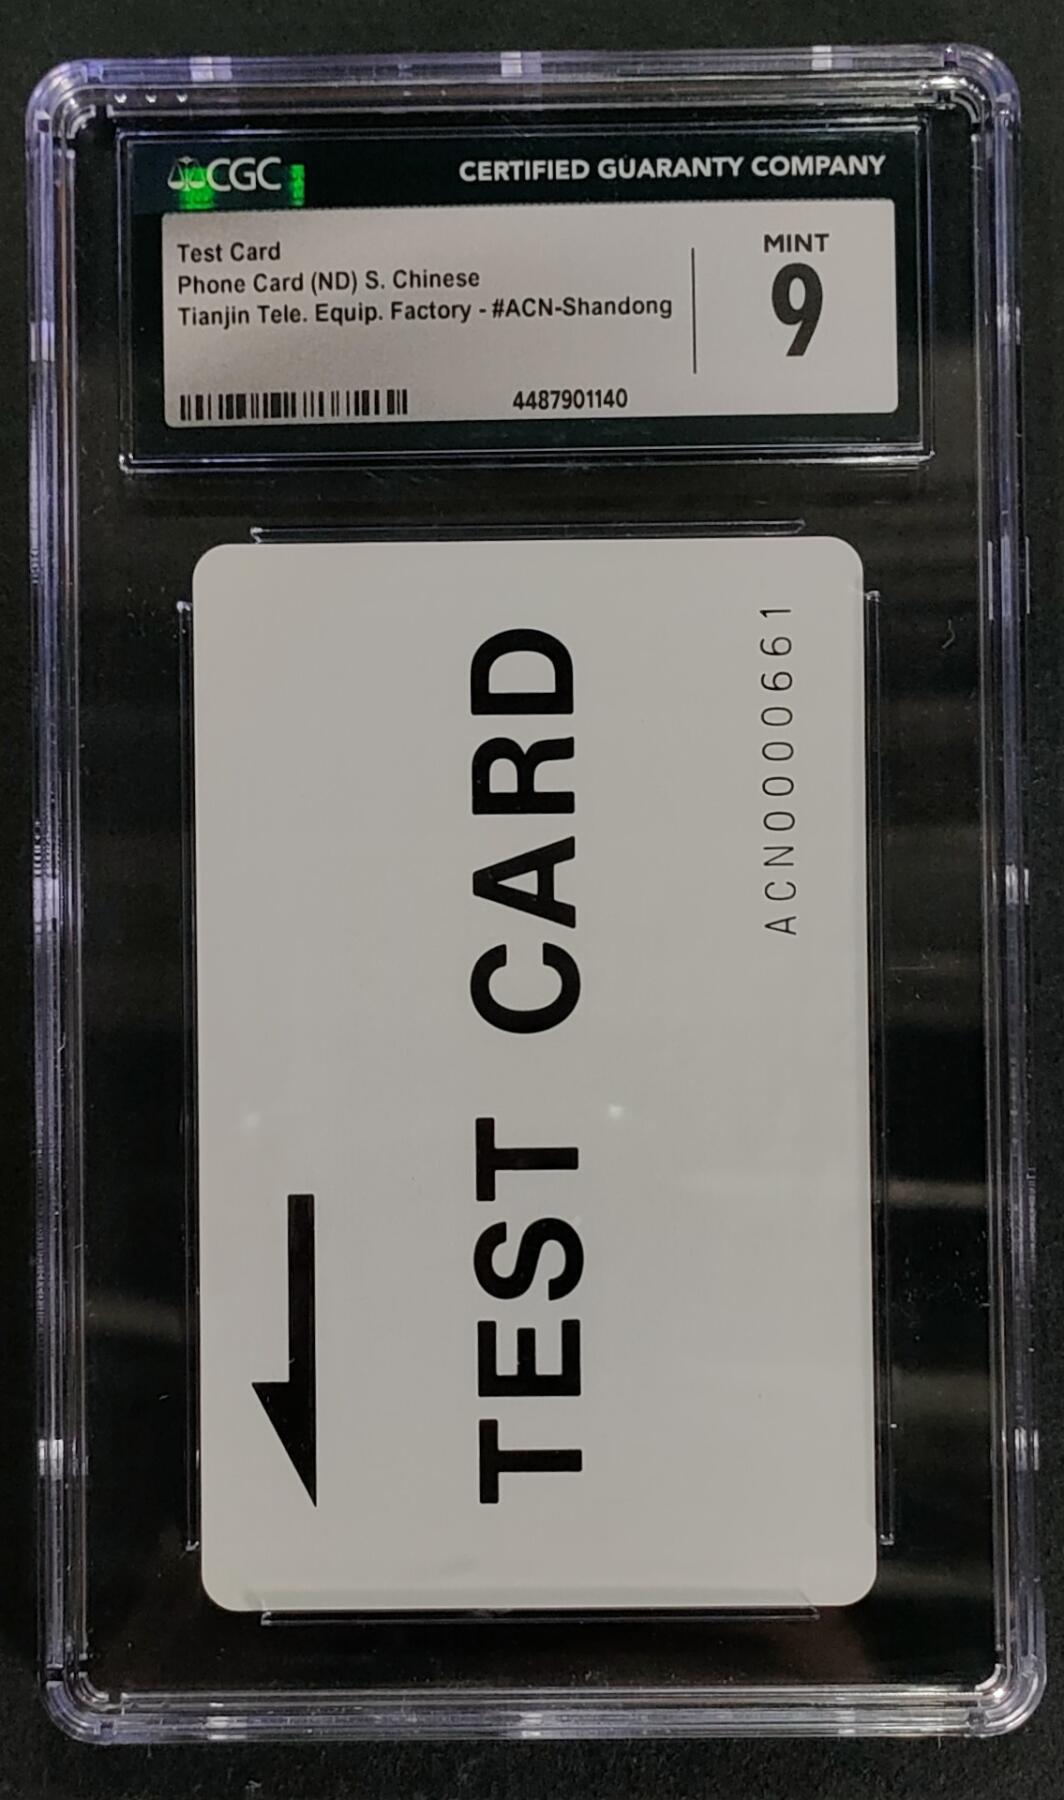 CGC
CERTIFIED GUARANTY COMPANY
Test Card
Phone Card (ND) S. Chinese
Tianjin Tele. Equip. Factory - #ACN-Shandong
MINT
9
4487901140
TEST CARD
ACN0000661